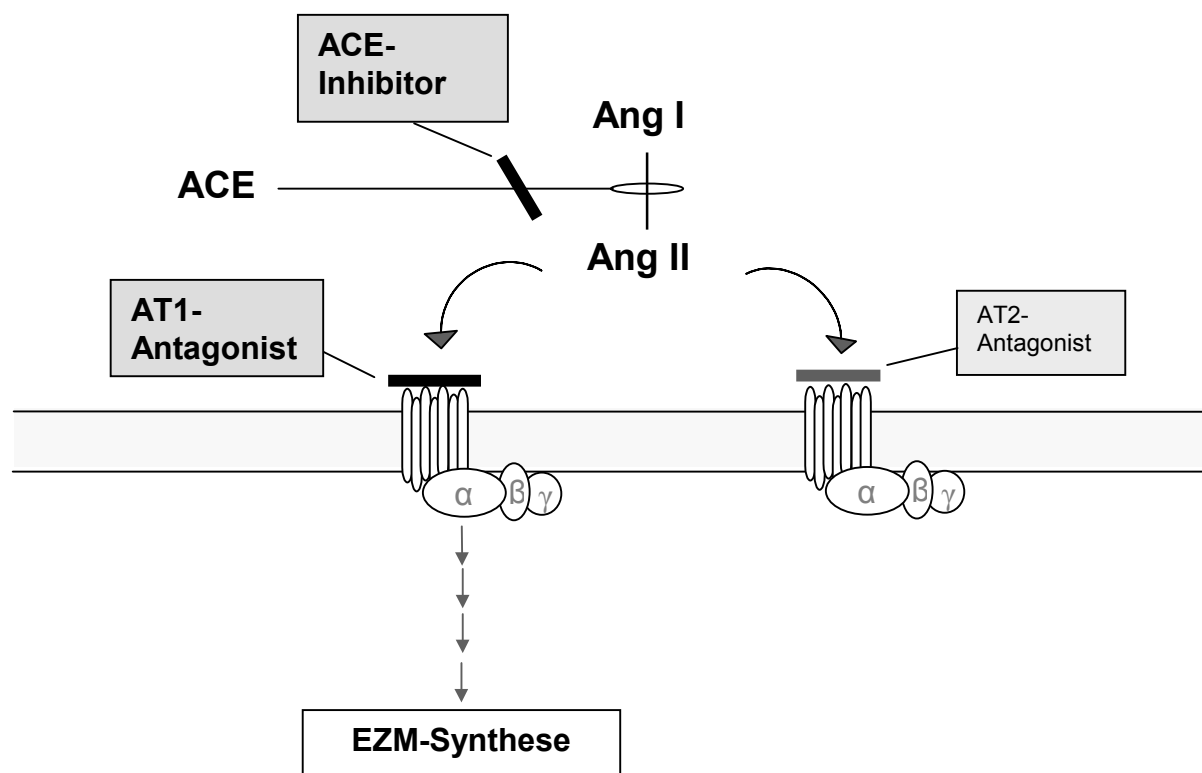 ACE-
Inhibitor
Ang I
ACE
Ang II
AT1-
Antagonist
AT2-
Antagonist
α β γ
α β γ
EZM-Synthese